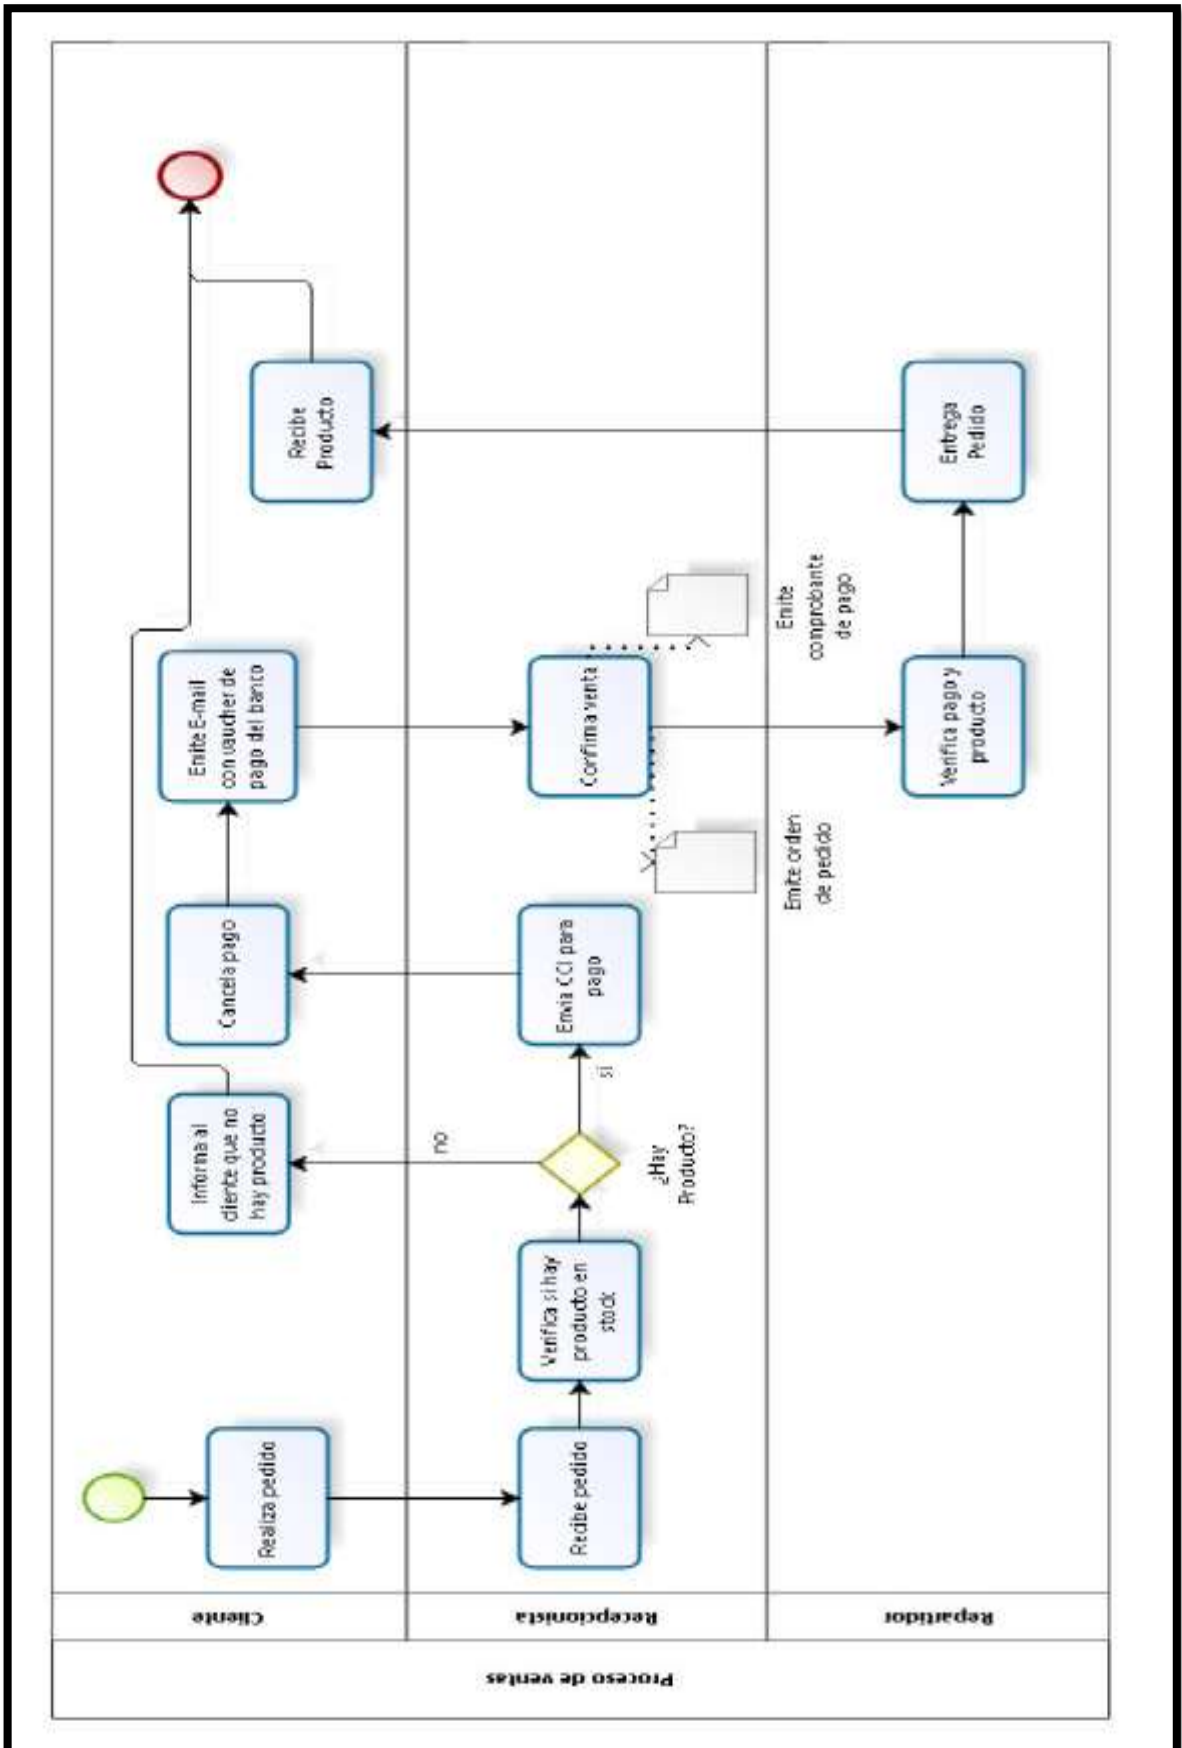 Proceso de ventas
Cliente
Realiza pedido
Informa al
cliente que no
hay producto
Cancela pago
Emite E-mail
con vaucher de
pago del banco
Recibe
Producto
Recepcionista
Recibe pedido
Verifica si hay
producto en
stock
¿Hay
Producto?
no
si
Envia CCI para
pago
Confirma venta
Emite orden
de pedido
Emite
comprobante
de pago
Repartidor
Verifica pago y
producto
Entrega
Pedido